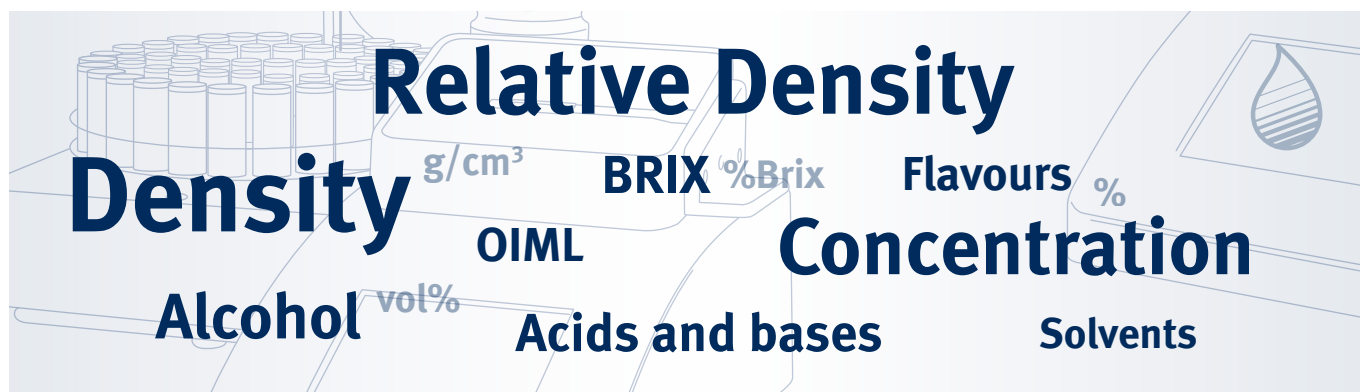 Relative Density
Density g/cm³
BRIX %Brix
Flavours %
OIML
Concentration
Alcohol vol%
Acids and bases
Solvents